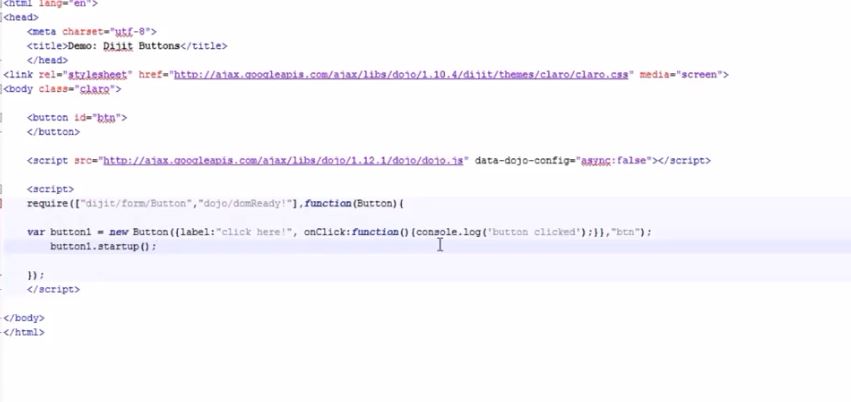 <html lang="en">
<head>
<meta charset="utf-8">
<title>Demo: Dijit Buttons</title>
</head>
<link rel="stylesheet" href="http://ajax.googleapis.com/ajax/libs/dojo/1.10.4/dijit/themes/claro/claro.css" media="screen">
<body class="claro">
<button id="btn">
</button>
<script src="http://ajax.googleapis.com/ajax/libs/dojo/1.12.1/dojo/dojo.js" data-dojo-config="async:false"></script>
<script>
require(["dijit/form/Button","dojo/domReady!"],function(Button){
var button1 = new Button({label:"click here!", onClick:function(){console.log('button clicked');}},"btn");
button1.startup();
});
</script>
</body>
</html>